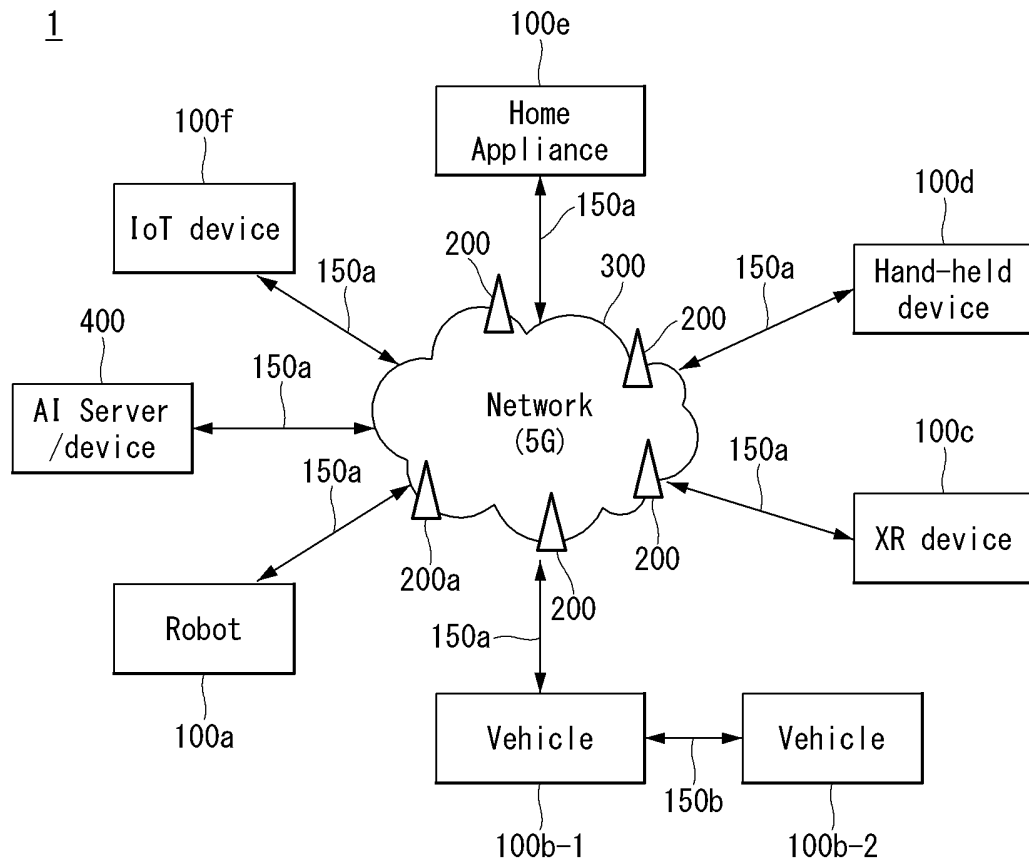 1
100e
Home
Appliance
100f
IoT device
150a
100d
Hand-held
device
200
150a
300
150a
200
400
AI Server
/device
150a
Network
(5G)
100c
XR device
150a
150a
200a
200
200
Robot
100a
150a
Vehicle
Vehicle
150b
100b-1
100b-2